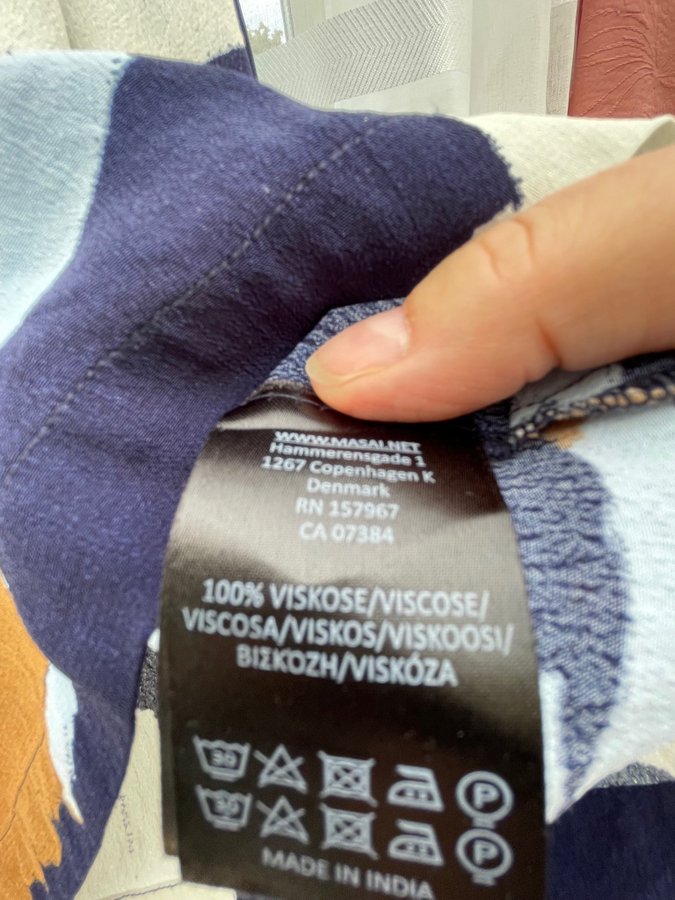 WWW.MASAI.NET
Hammerensgade 1
1267 Copenhagen K
Denmark
RN 157967
CA 07384
100% VISKOSE/VISCOSE/
VISCOSA/VISKOS/VISKOOSI/
ΒΙΣΚΌΖΗ/VISKÓZA
30 P
30 P
MADE IN INDIA